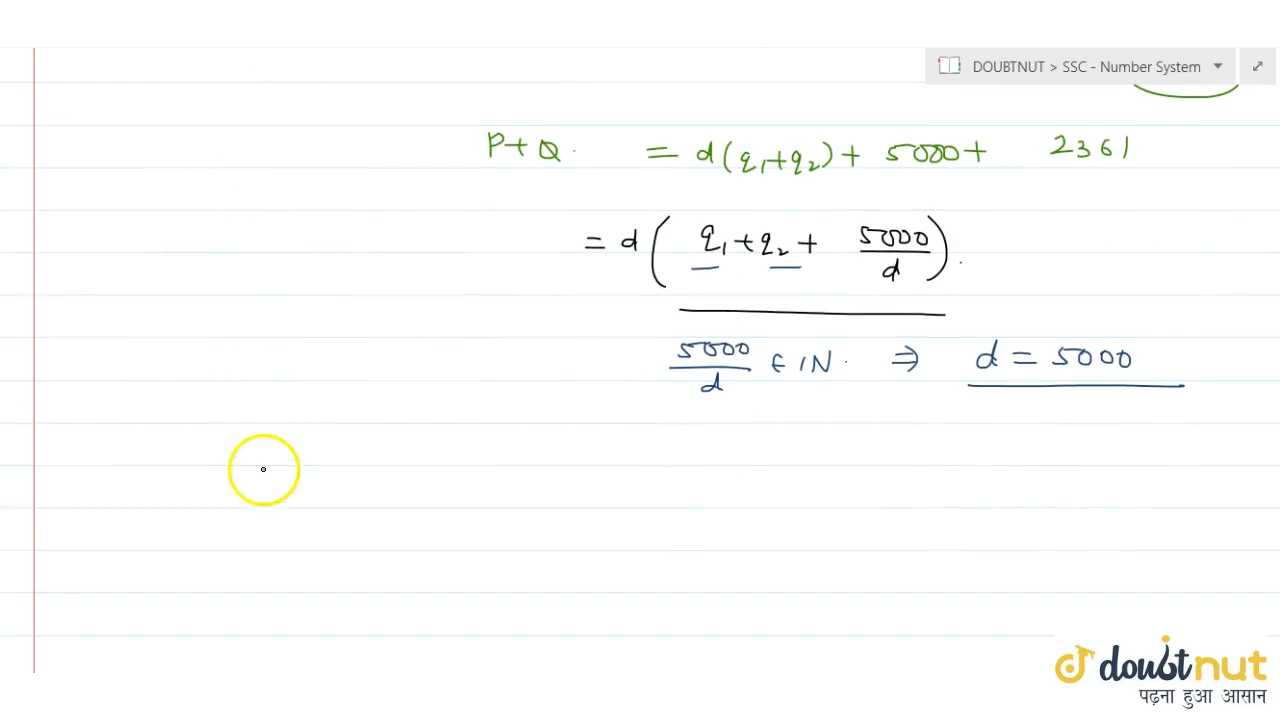 DOUBTNUT > SSC - Number System
P+Q. = d(q₁+q₂)+ 5000+ 2361
= d( q₁+q₂+ 5000/d ).
5000/d ∈ IN. ⇒ d = 5000
doubtnut
पढ़ना हुआ आसान